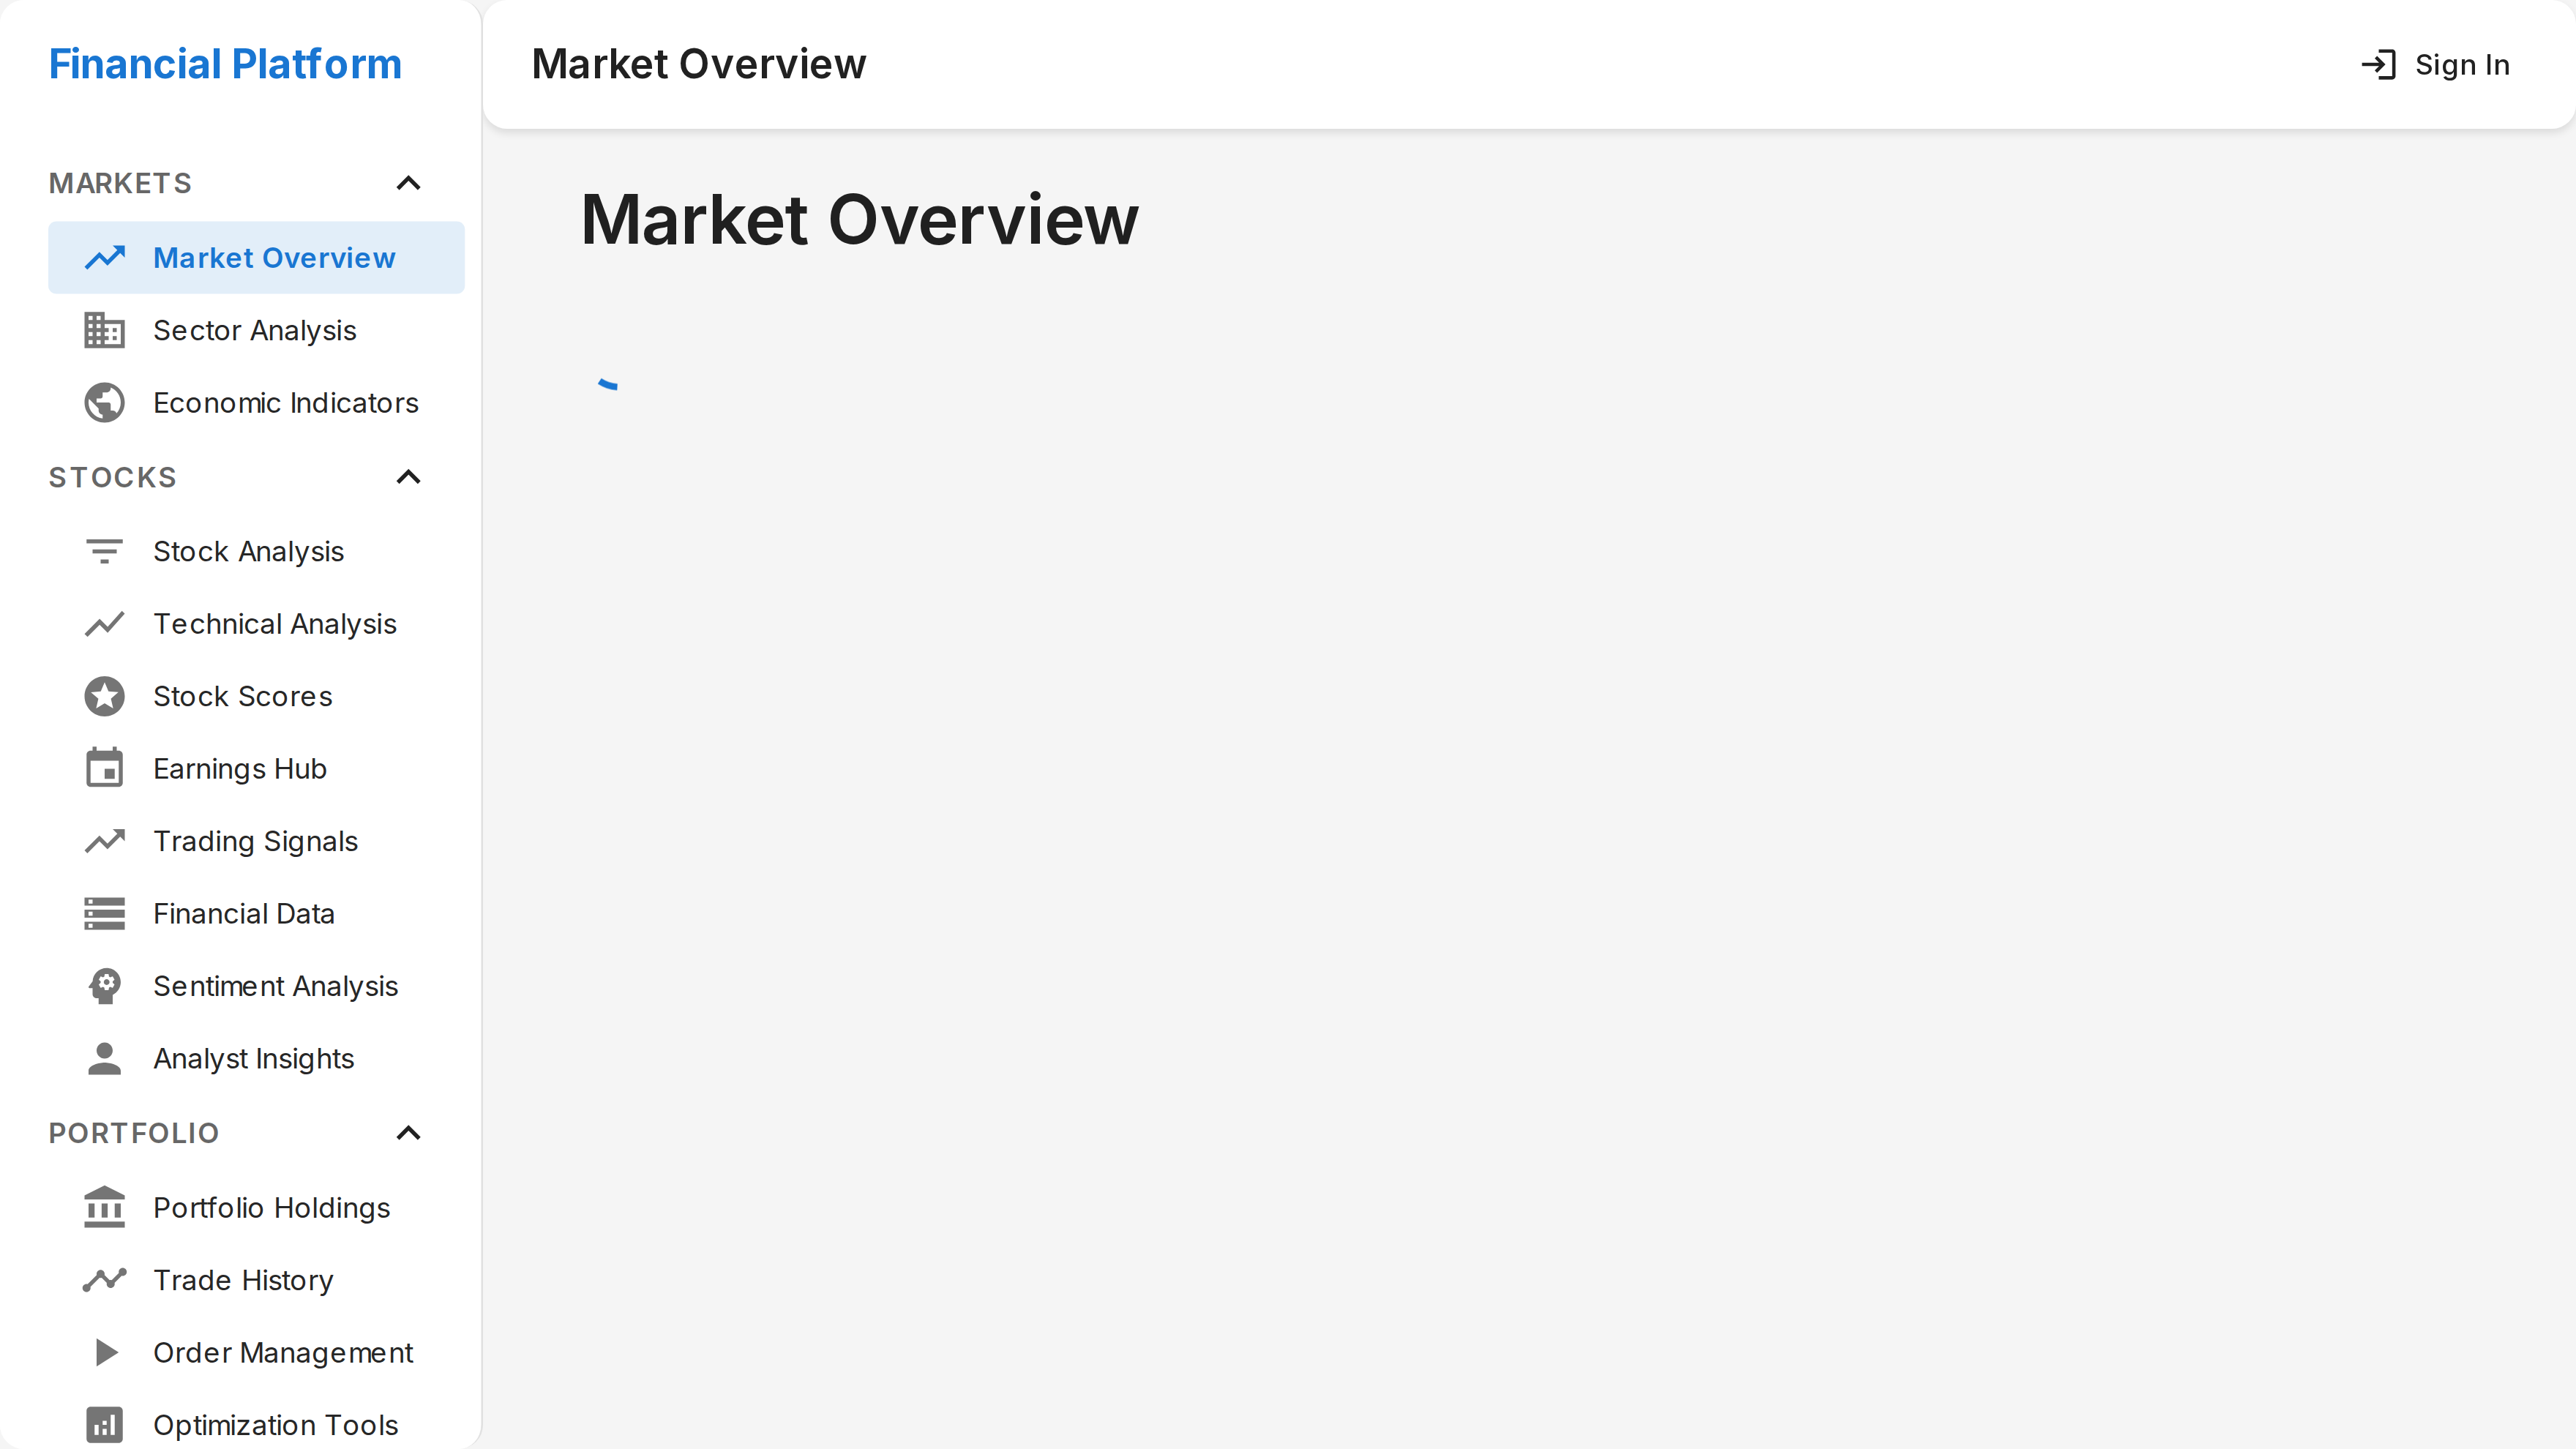 Financial Platform
MARKETS
Market Overview
Sector Analysis
Economic Indicators
STOCKS
Stock Analysis
Technical Analysis
Stock Scores
Earnings Hub
Trading Signals
Financial Data
Sentiment Analysis
Analyst Insights
PORTFOLIO
Portfolio Holdings
Trade History
Order Management
Optimization Tools
Market Overview
Sign In
Market Overview